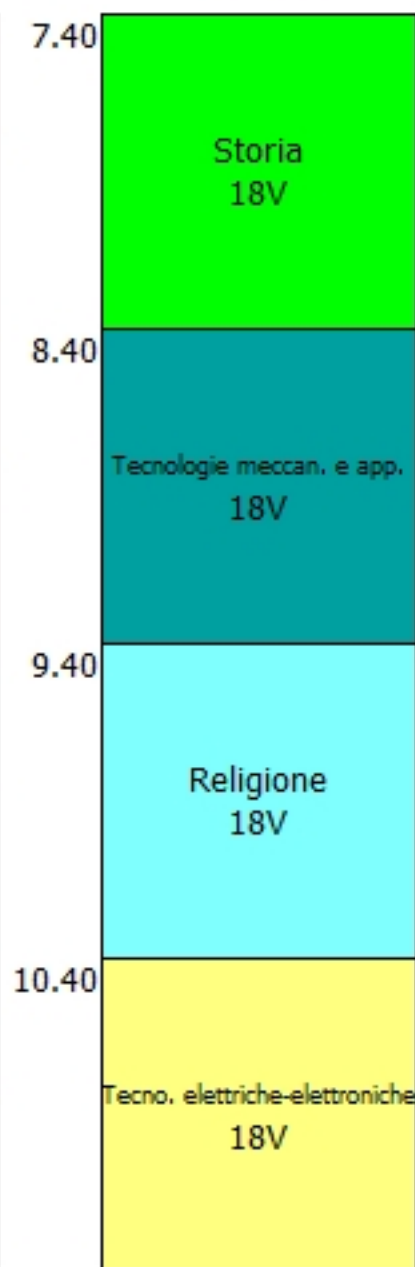 7.40
Storia
18V
8.40
Tecnologie meccan. e app.
18V
9.40
Religione
18V
10.40
Tecno. elettriche-elettroniche
18V